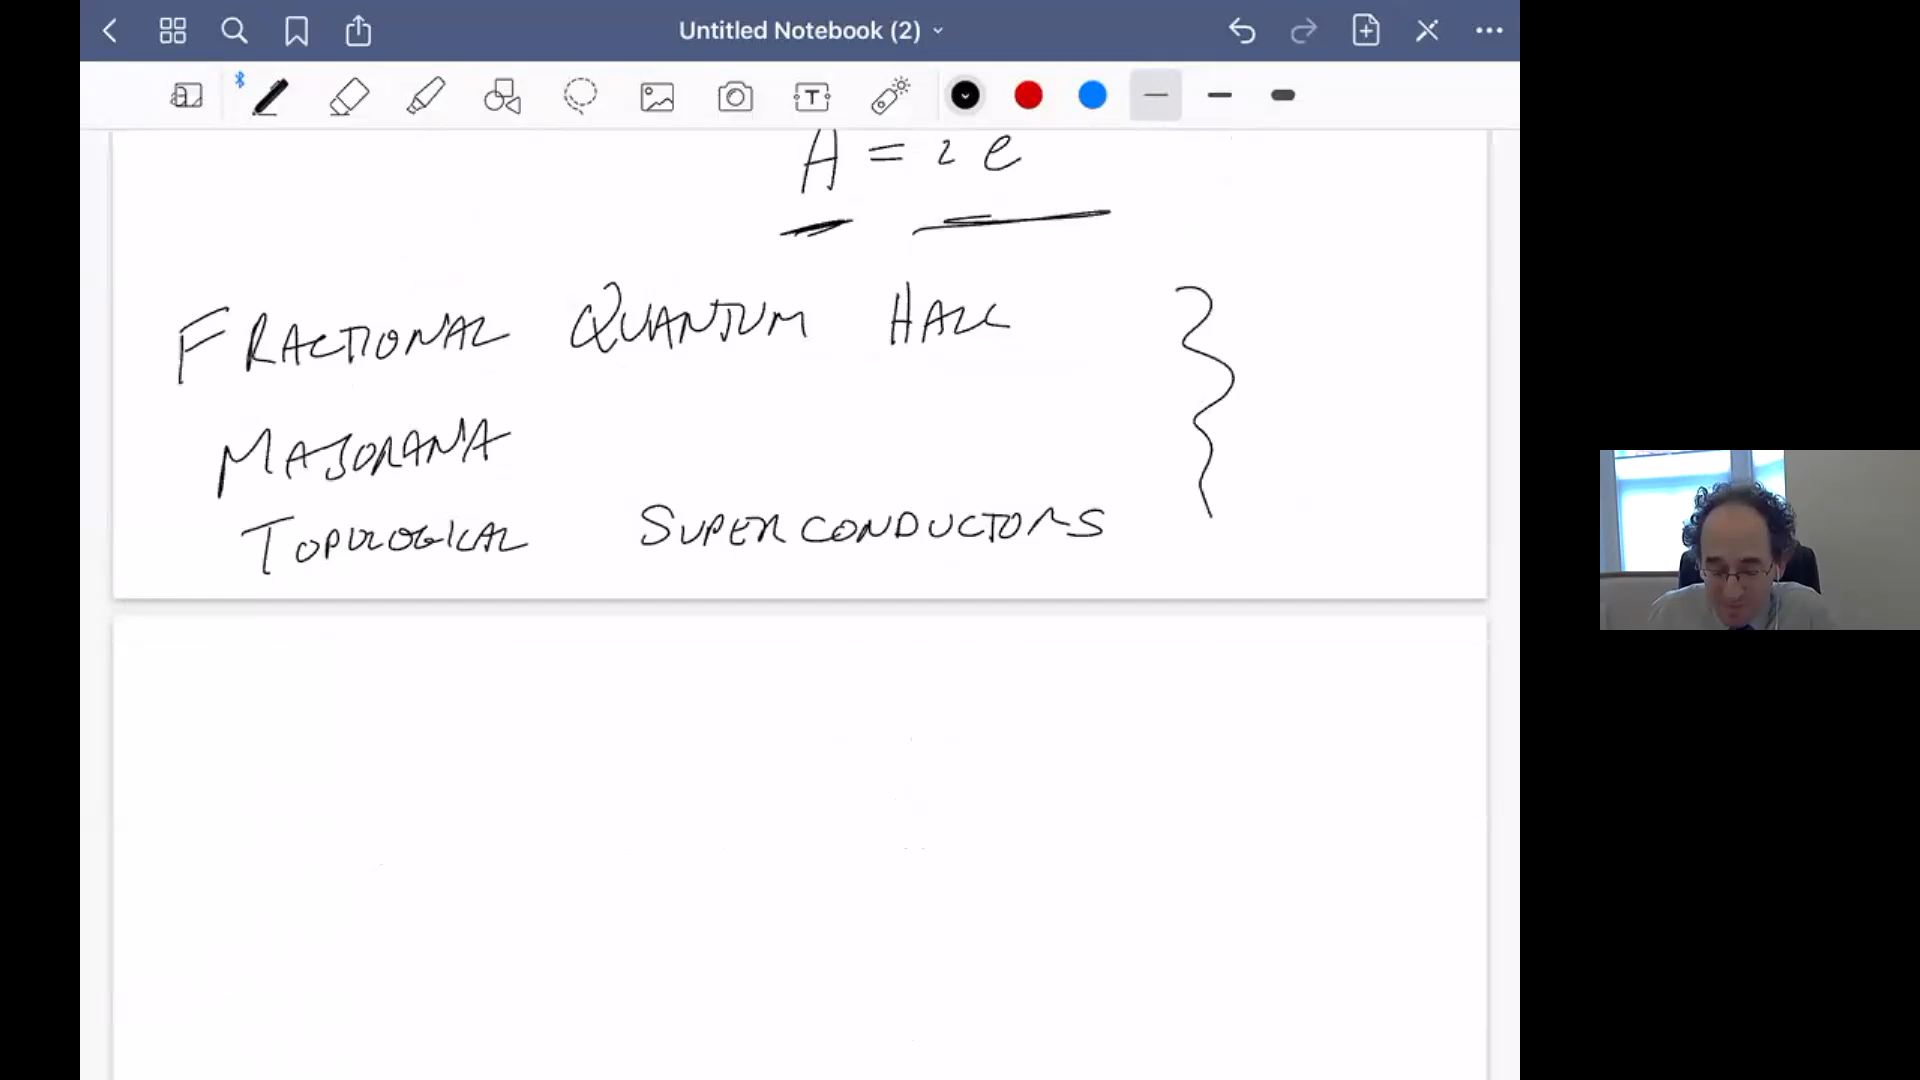 Untitled Notebook (2)
T
A = 2e
FRACTIONAL QUANTUM HALL
MAJORANA
TOPOLOGICAL SUPERCONDUCTORS